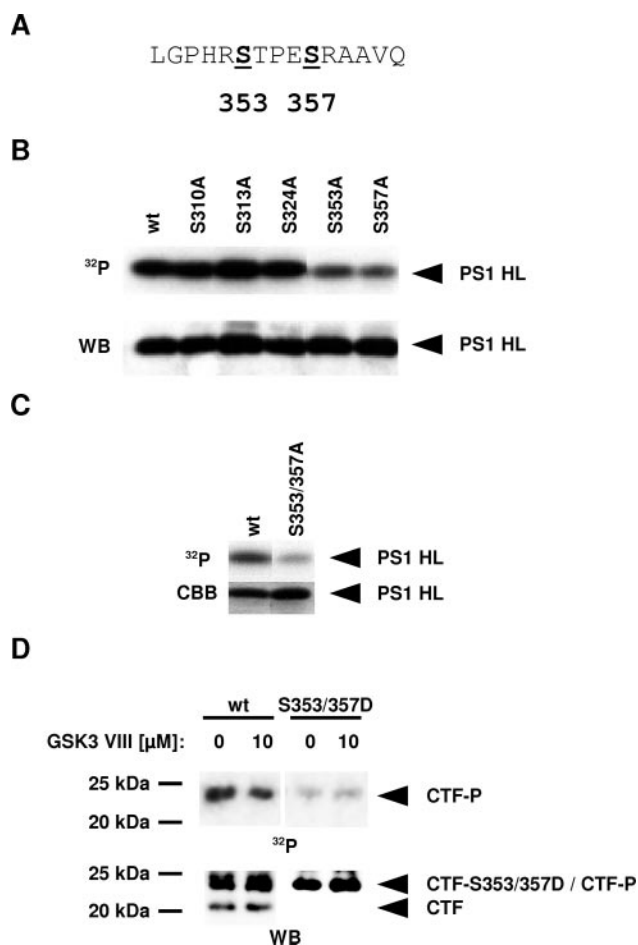 A
LGPHRSTPESRAAVQ
353 357
B
wt S310A S313A S324A S353A S357A
32P PS1 HL
WB PS1 HL
C
wt S353/357A
32P PS1 HL
CBB PS1 HL
D
wt S353/357D
GSK3 VIII [µM]: 0 10 0 10
25 kDa
CTF-P
20 kDa
32P
25 kDa
CTF-S353/357D / CTF-P
20 kDa CTF
WB